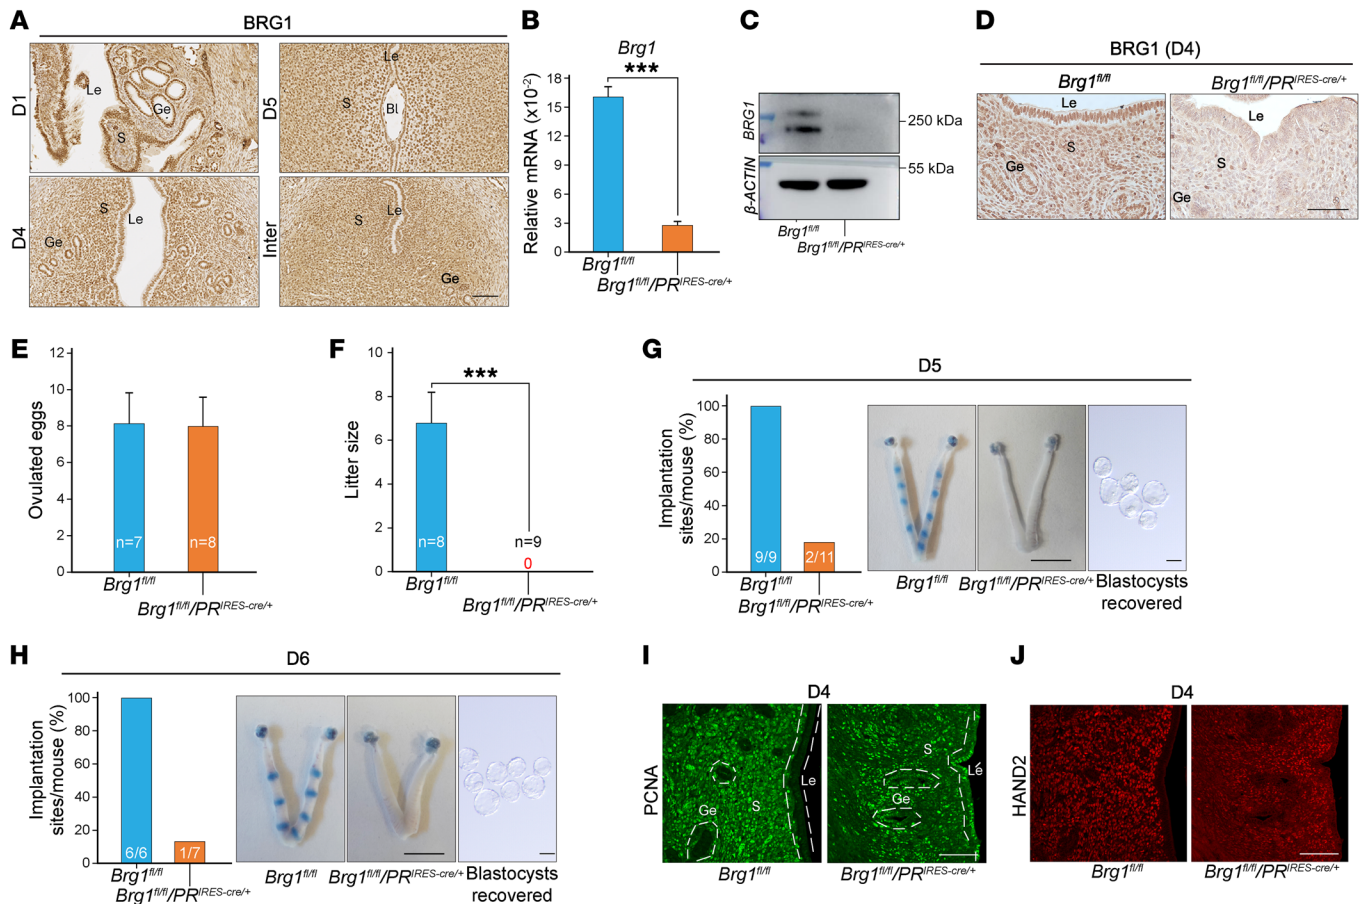 A
BRG1
D1
Le
Ge
S
D5
Le
S
Bl
D4
S
Le
Ge
Inter
S
Le
Ge
B
Brg1
***
Relative mRNA (x10-2)
18
15
12
9
6
3
0
Brg1fl/fl
Brg1fl/fl/PRIRES-cre/+
C
BRG1
250 kDa
55 kDa
β-ACTIN
Brg1fl/fl
Brg1fl/fl/PRIRES-cre/+
D
BRG1 (D4)
Brg1fl/fl
Brg1fl/fl/PRIRES-cre/+
Le
S
Ge
Le
S
Ge
E
Ovulated eggs
12
10
8
6
4
2
0
n=7
n=8
Brg1fl/fl
Brg1fl/fl/PRIRES-cre/+
F
Litter size
10
8
6
4
2
0
***
n=8
n=9
0
Brg1fl/fl
Brg1fl/fl/PRIRES-cre/+
G
D5
Implantation
sites/mouse (%)
100
80
60
40
20
0
9/9
2/11
Brg1fl/fl
Brg1fl/fl/PRIRES-cre/+
Brg1fl/fl
Brg1fl/fl/PRIRES-cre/+
Blastocysts
recovered
H
D6
Implantation
sites/mouse (%)
100
80
60
40
20
0
6/6
1/7
Brg1fl/fl
Brg1fl/fl/PRIRES-cre/+
Brg1fl/fl
Brg1fl/fl/PRIRES-cre/+
Blastocysts
recovered
I
D4
PCNA
Ge
S
Le
S
Ge
Le
Brg1fl/fl
Brg1fl/fl/PRIRES-cre/+
J
D4
HAND2
Brg1fl/fl
Brg1fl/fl/PRIRES-cre/+